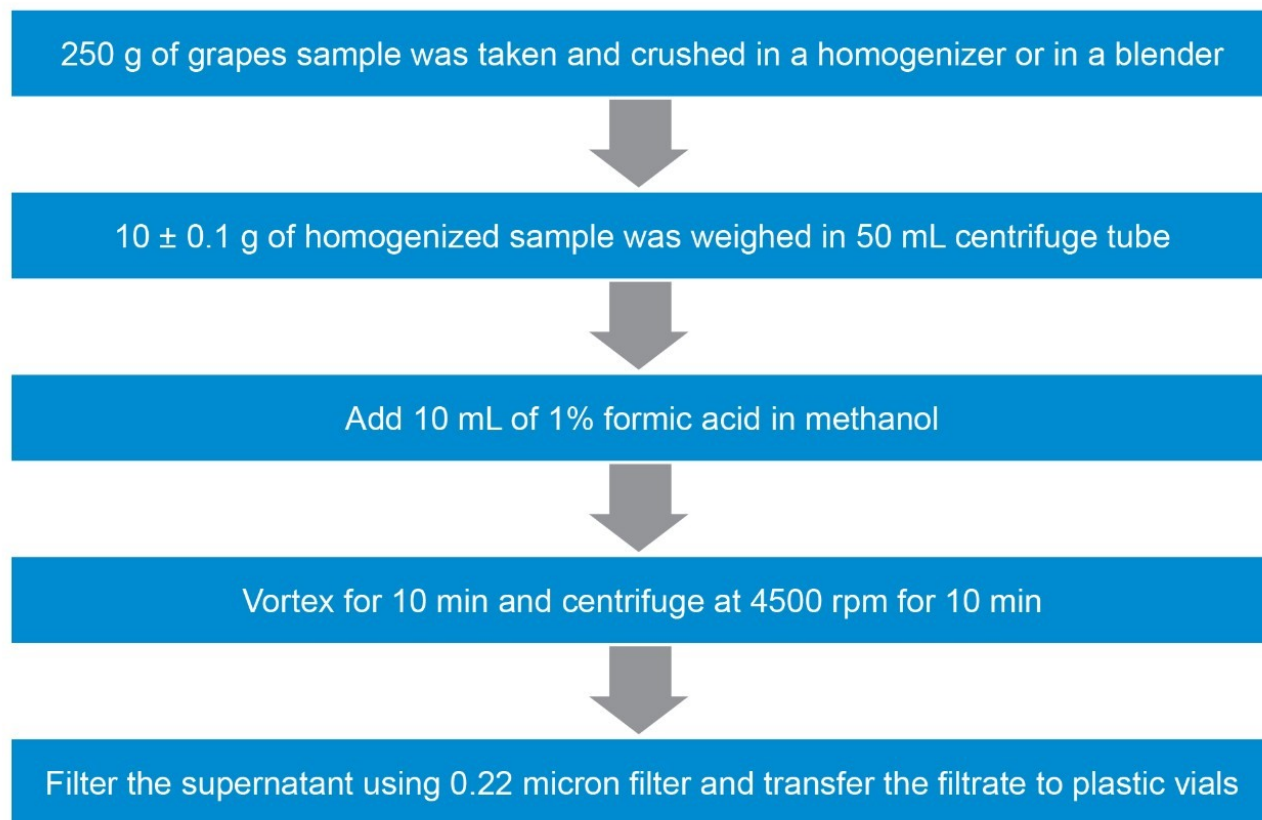 250 g of grapes sample was taken and crushed in a homogenizer or in a blender
10 ± 0.1 g of homogenized sample was weighed in 50 mL centrifuge tube
Add 10 mL of 1% formic acid in methanol
Vortex for 10 min and centrifuge at 4500 rpm for 10 min
Filter the supernatant using 0.22 micron filter and transfer the filtrate to plastic vials